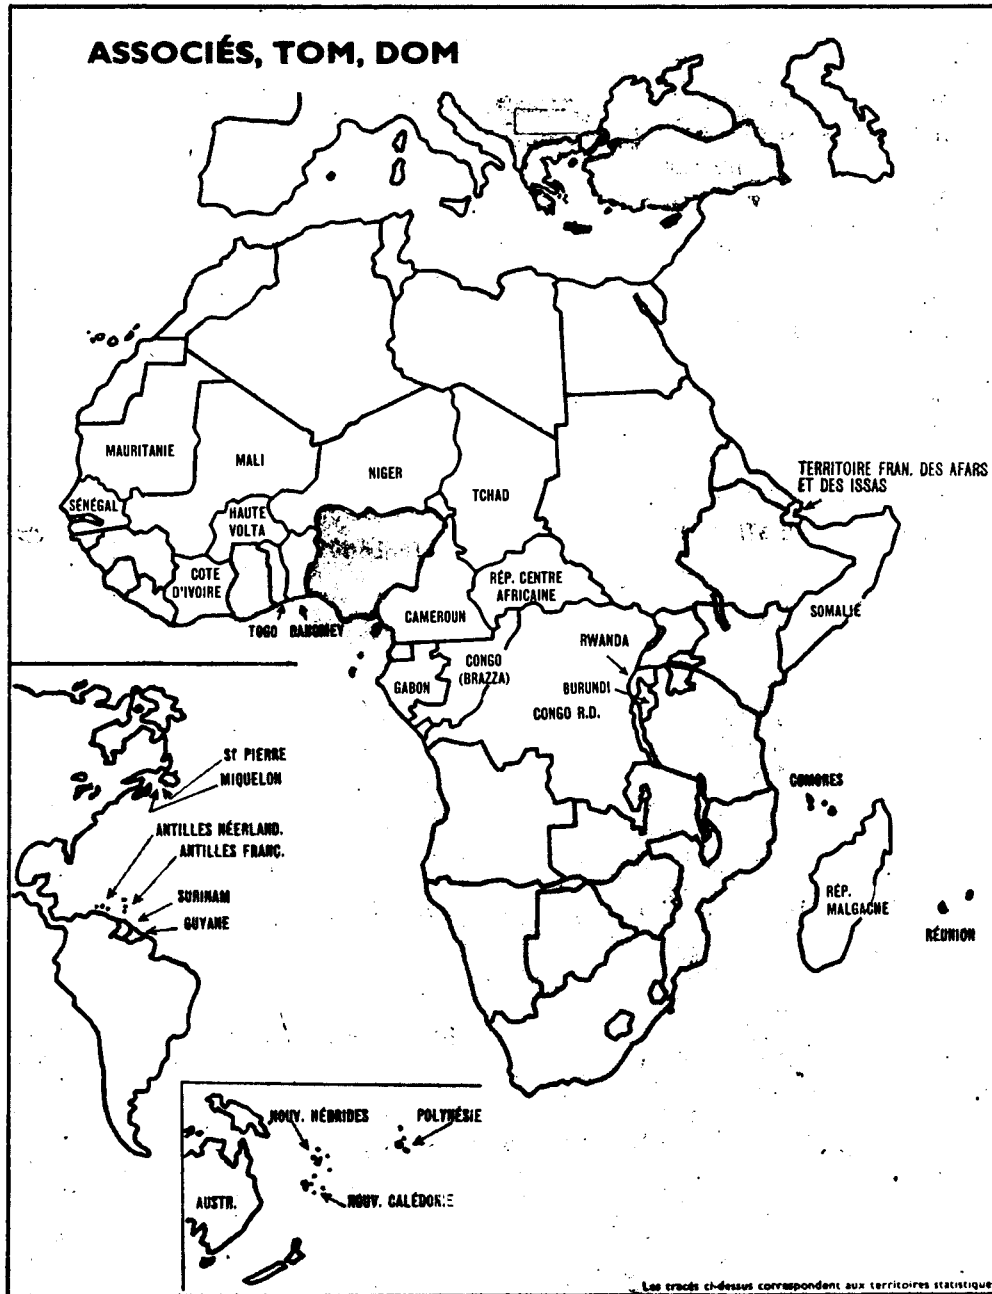 ASSOCIÉS, TOM, DOM
MAURITANIE
MALI
NIGER
TCHAD
TERRITOIRE FRAN. DES AFARS
ET DES ISSAS
SÉNÉGAL
HAUTE
VOLTA
COTE
D'IVOIRE
RÉP. CENTRE
AFRICAINE
CAMEROUN
SOMALIE
TOGO
DAHOMEY
RWANDA
CONGO
(BRAZZA)
GABON
BURUNDI
CONGO R.D.
ST PIERRE
MIQUELON
COMORES
ANTILLES NÉERLAND.
ANTILLES FRANC.
SURINAM
GUYANE
RÉP.
MALGACHE
RÉUNION
NOUV. HÉBRIDES
POLYNÉSIE
AUSTR.
NOUV. CALÉDONIE
Les tracés ci-dessus correspondent aux territoires statistique